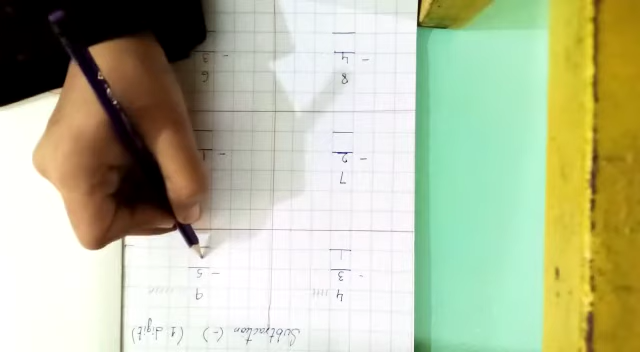 Subtraction (-) (1 digit)
4 |||| 6 ||||||
- 3 - 5
1
7
- 2 - 1
8 9
- 4 - 3